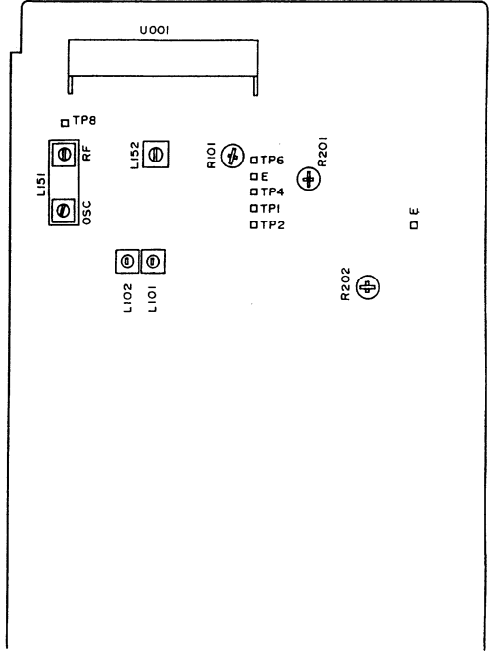 U001
TP8
L151
RF
OSC
L152
R101
TP6
E
TP4
TP1
TP2
R201
E
L102
L101
R202